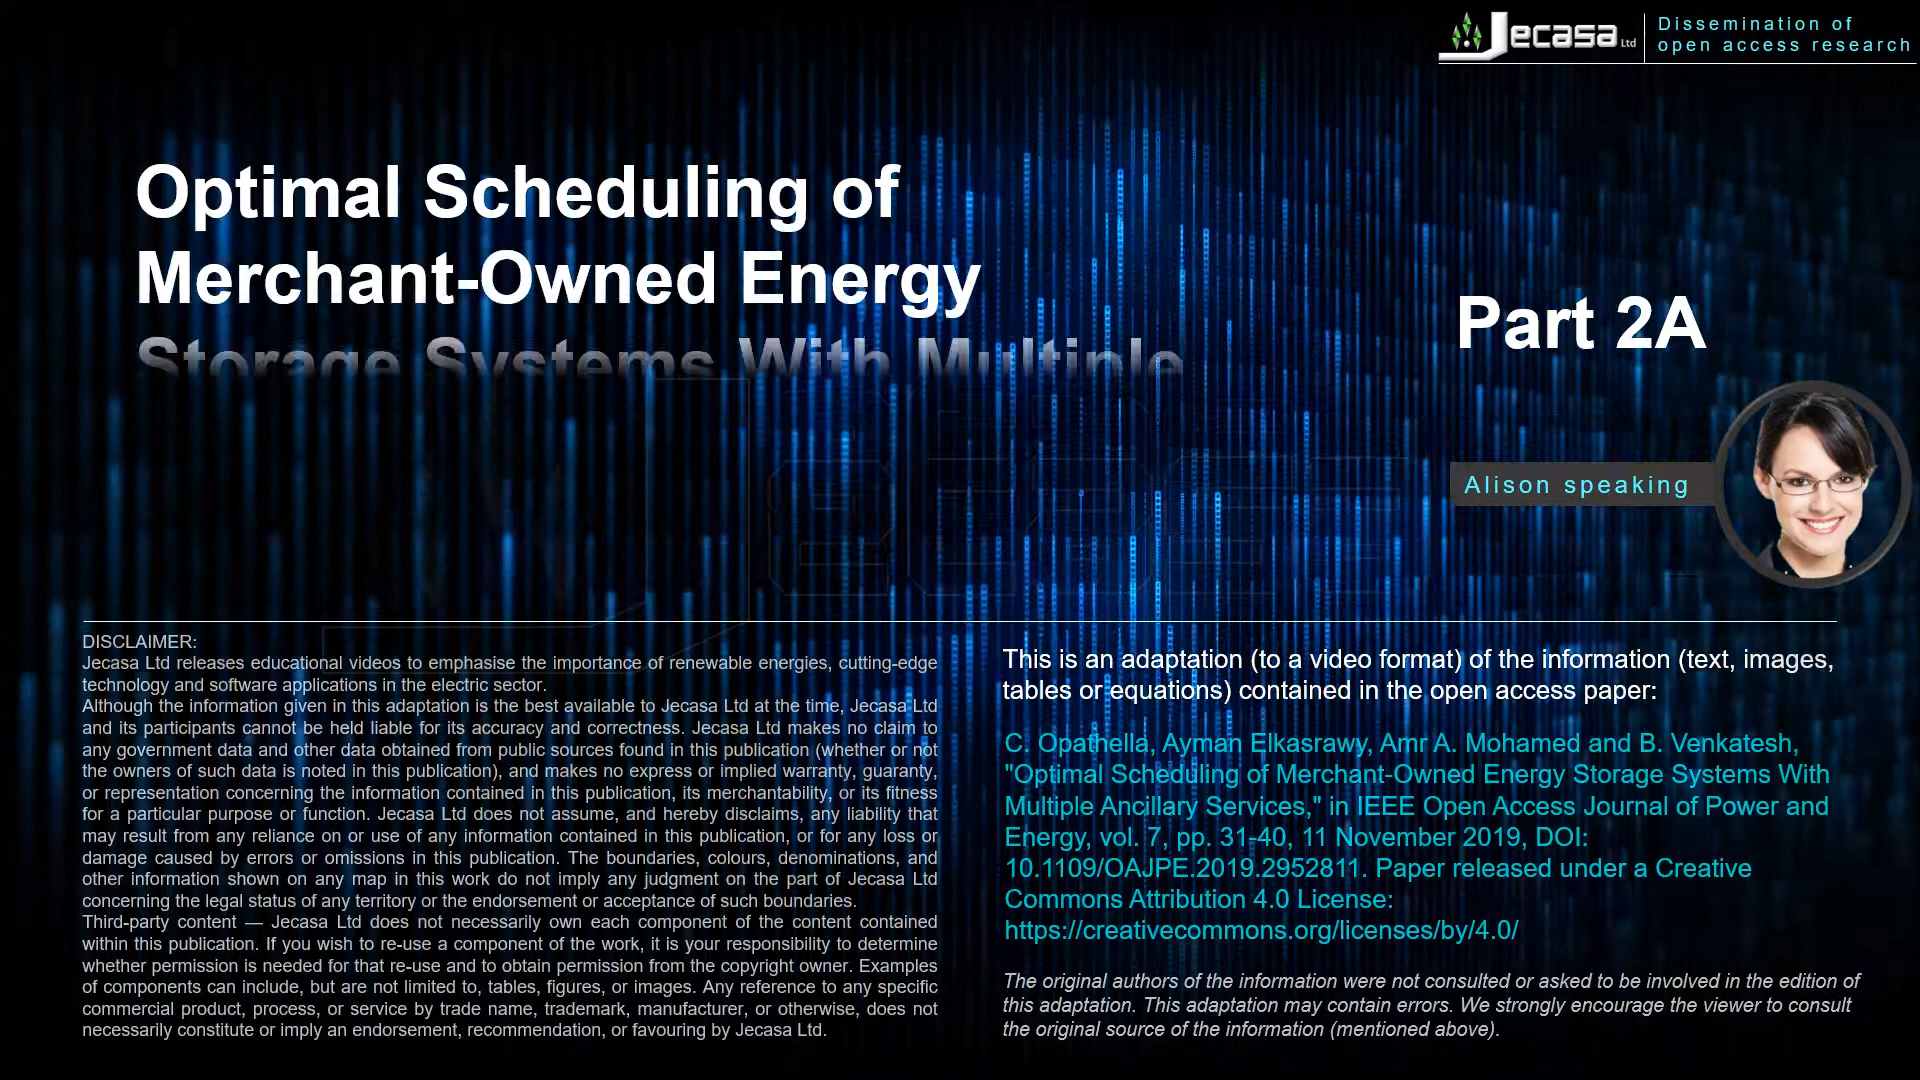 Jecasa Ltd
Dissemination of
open access research
Optimal Scheduling of
Merchant-Owned Energy
Storage Systems With Multiple
Part 2A
Alison speaking
DISCLAIMER:
Jecasa Ltd releases educational videos to emphasise the importance of renewable energies, cutting-edge
technology and software applications in the electric sector.
Although the information given in this adaptation is the best available to Jecasa Ltd at the time, Jecasa Ltd
and its participants cannot be held liable for its accuracy and correctness. Jecasa Ltd makes no claim to
any government data and other data obtained from public sources found in this publication (whether or not
the owners of such data is noted in this publication), and makes no express or implied warranty, guaranty,
or representation concerning the information contained in this publication, its merchantability, or its fitness
for a particular purpose or function. Jecasa Ltd does not assume, and hereby disclaims, any liability that
may result from any reliance on or use of any information contained in this publication, or for any loss or
damage caused by errors or omissions in this publication. The boundaries, colours, denominations, and
other information shown on any map in this work do not imply any judgment on the part of Jecasa Ltd
concerning the legal status of any territory or the endorsement or acceptance of such boundaries.
Third-party content — Jecasa Ltd does not necessarily own each component of the content contained
within this publication. If you wish to re-use a component of the work, it is your responsibility to determine
whether permission is needed for that re-use and to obtain permission from the copyright owner. Examples
of components can include, but are not limited to, tables, figures, or images. Any reference to any specific
commercial product, process, or service by trade name, trademark, manufacturer, or otherwise, does not
necessarily constitute or imply an endorsement, recommendation, or favouring by Jecasa Ltd.
This is an adaptation (to a video format) of the information (text, images,
tables or equations) contained in the open access paper:
C. Opathella, Ayman Elkasrawy, Amr A. Mohamed and B. Venkatesh,
"Optimal Scheduling of Merchant-Owned Energy Storage Systems With
Multiple Ancillary Services," in IEEE Open Access Journal of Power and
Energy, vol. 7, pp. 31-40, 11 November 2019, DOI:
10.1109/OAJPE.2019.2952811. Paper released under a Creative
Commons Attribution 4.0 License:
https://creativecommons.org/licenses/by/4.0/
The original authors of the information were not consulted or asked to be involved in the edition of
this adaptation. This adaptation may contain errors. We strongly encourage the viewer to consult
the original source of the information (mentioned above).